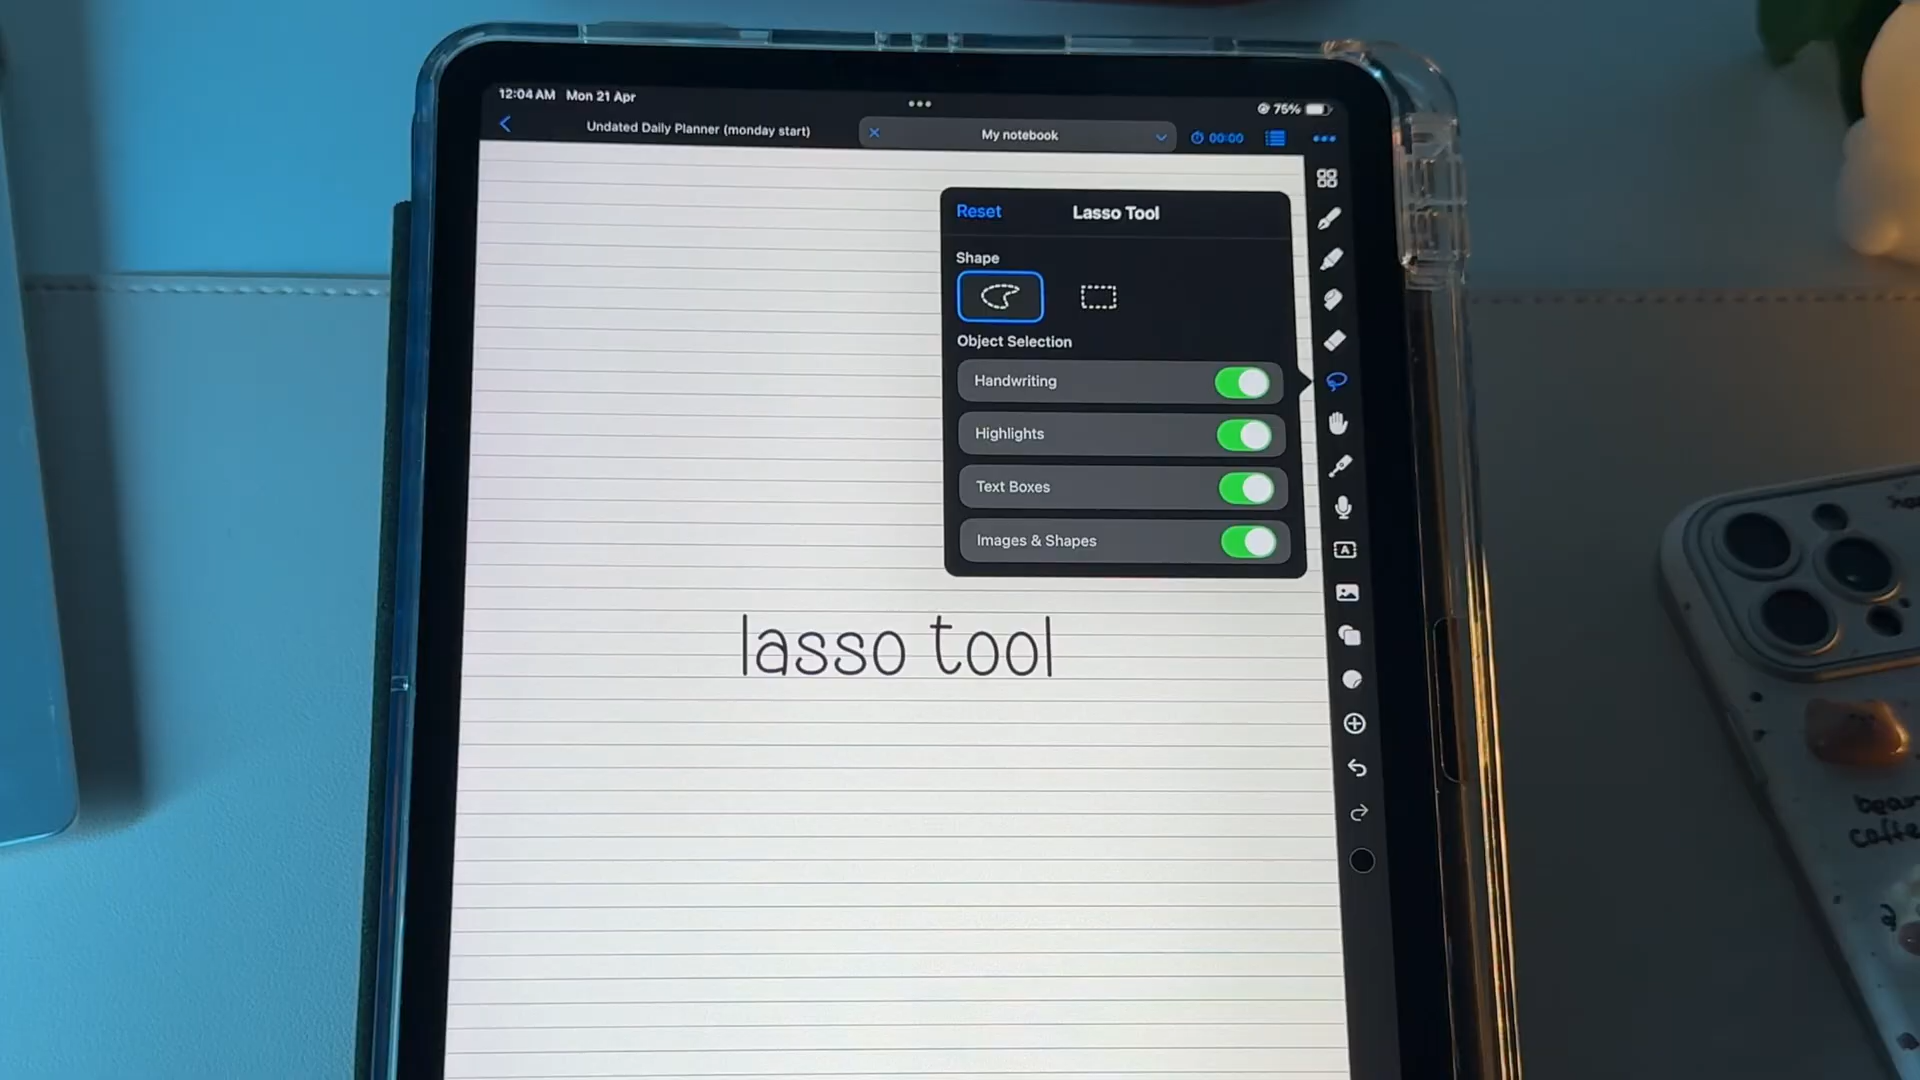 12:04 AM Mon 21 Apr
75%
Undated Daily Planner (monday start)
My notebook
00:00
Reset
Lasso Tool
Shape
Object Selection
Handwriting
Highlights
Text Boxes
Images & Shapes
A
lasso tool